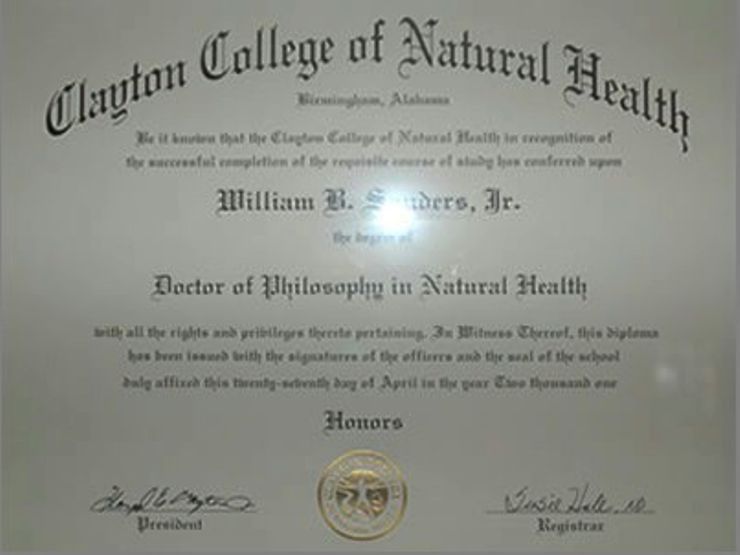 Clayton College of Natural Health
Birmingham, Alabama
Be it known that the Clayton College of Natural Health in recognition of
the successful completion of the requisite course of study has conferred upon
William B. Sanders, Jr.
the degree of
Doctor of Philosophy in Natural Health
with all the rights and privileges thereto pertaining. In Witness Thereof, this diploma
has been issued with the signatures of the officers and the seal of the school
duly affixed this twenty-seventh day of April in the year Two thousand one
Honors
President
Registrar